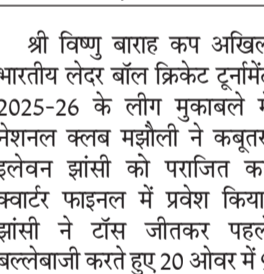 श्री विष्णु बाराह कप अखिल
भारतीय लेदर बॉल क्रिकेट टूर्नामेंट
2025-26 के लीग मुकाबले में
नेशनल क्लब मझौली ने कबूतर
इलेवन झांसी को पराजित कर
क्वार्टर फाइनल में प्रवेश किया
झांसी ने टॉस जीतकर पहले
बल्लेबाजी करते हुए 20 ओवर में